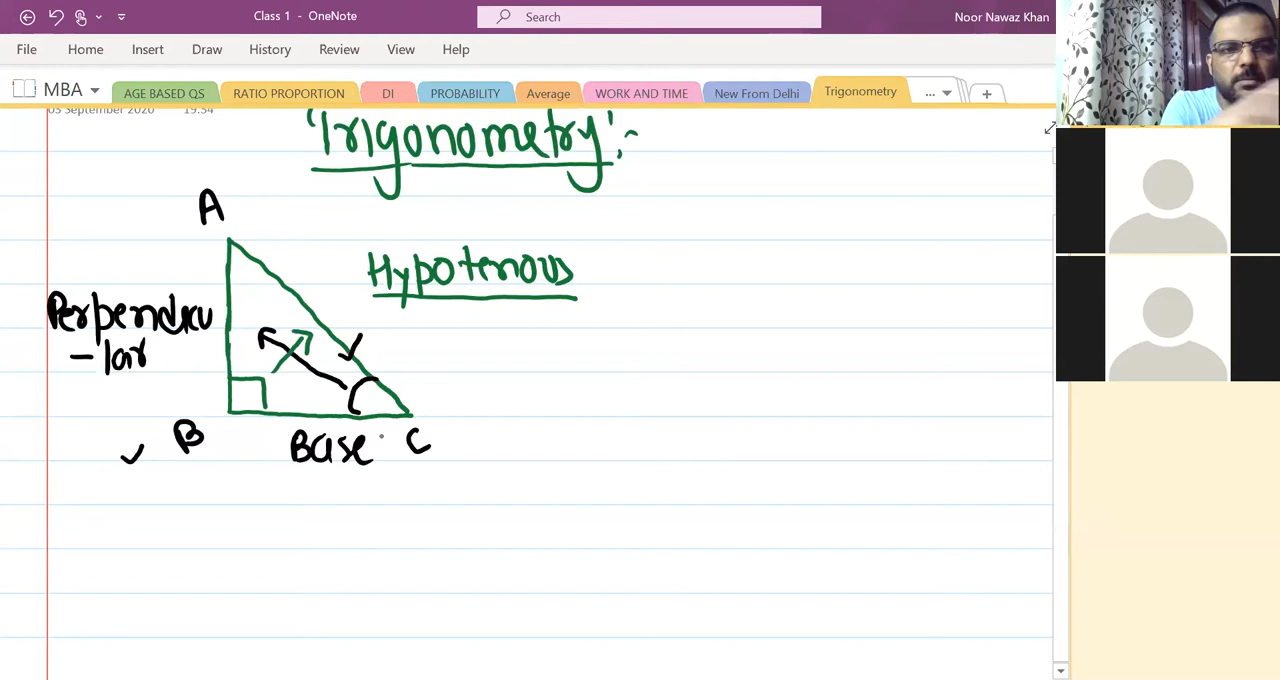 Class 1 - OneNote
Search
Noor Nawaz Khan
File Home Insert Draw History Review View Help
MBA
AGE BASED QS
RATIO PROPORTION
DI
PROBABILITY
Average
WORK AND TIME
New From Delhi
Trigonometry
...
03 September 2020 19:34
'Trigonometry':-
A
Hypotenous
Perpendicu
-lar
B
Base
C